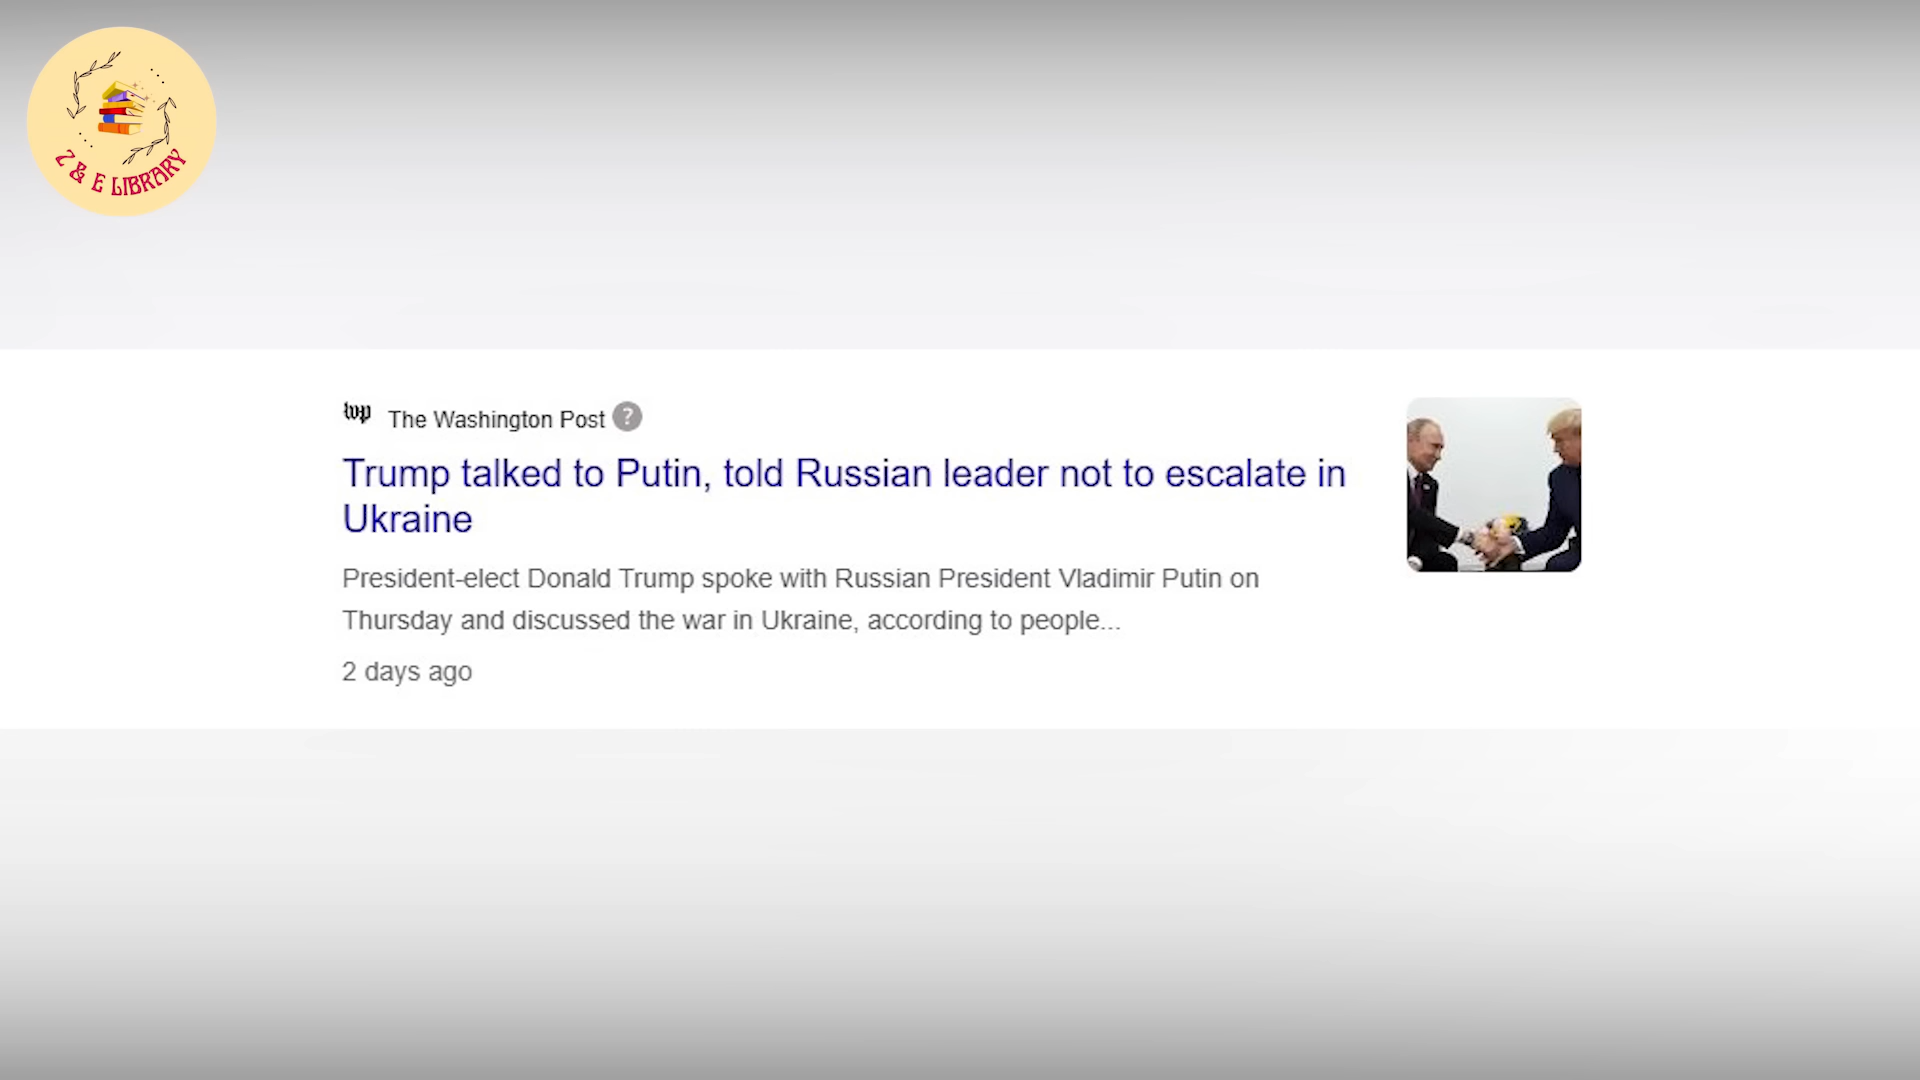 Z & E LIBRARY
wp The Washington Post ?
Trump talked to Putin, told Russian leader not to escalate in
Ukraine
President-elect Donald Trump spoke with Russian President Vladimir Putin on
Thursday and discussed the war in Ukraine, according to people...
2 days ago